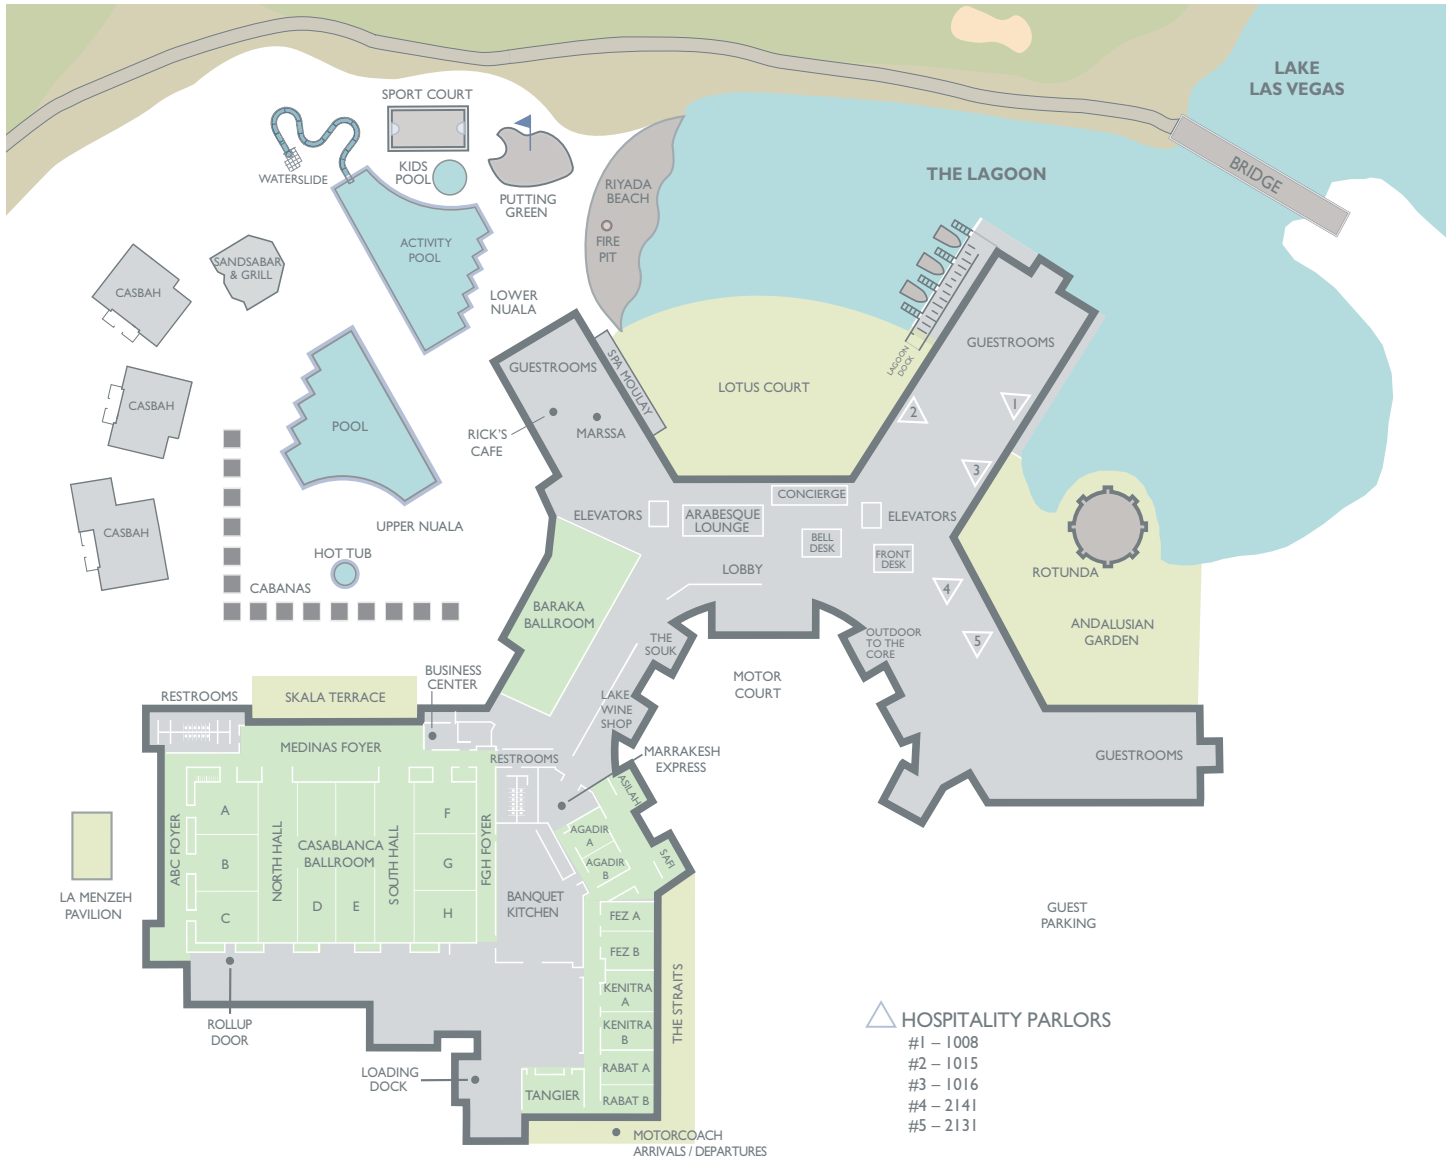 LAKE
LAS VEGAS
SPORT COURT
BRIDGE
KIDS
POOL
WATERSLIDE
THE LAGOON
PUTTING
GREEN
RIYADA
BEACH
FIRE
PIT
ACTIVITY
POOL
SANDSABAR
& GRILL
CASBAH
LOWER
NUALA
GUESTROOMS
LAGOON
DOCK
GUESTROOMS
SPA MOULAY
LOTUS COURT
CASBAH
2
1
POOL
RICK'S
CAFE
MARSSA
3
CONCIERGE
ELEVATORS
ARABESQUE
LOUNGE
ELEVATORS
UPPER NUALA
CASBAH
BELL
DESK
FRONT
DESK
HOT TUB
LOBBY
ROTUNDA
CABANAS
4
BARAKA
BALLROOM
ANDALUSIAN
GARDEN
THE
SOUK
OUTDOOR
TO THE
CORE
5
BUSINESS
CENTER
MOTOR
COURT
RESTROOMS
SKALA TERRACE
LAKE
WINE
SHOP
MEDINAS FOYER
RESTROOMS
MARRAKESH
EXPRESS
GUESTROOMS
ASILAH
A
F
AGADIR
A
ABC FOYER
NORTH HALL
CASABLANCA
BALLROOM
SOUTH HALL
FGH FOYER
SAFI
B
G
AGADIR
B
LA MENZEH
PAVILION
C
D
E
H
BANQUET
KITCHEN
FEZ A
GUEST
PARKING
FEZ B
KENITRA
A
THE STRAITS
ROLLUP
DOOR
KENITRA
B
HOSPITALITY PARLORS
#1 – 1008
#2 – 1015
#3 – 1016
#4 – 2141
#5 – 2131
LOADING
DOCK
RABAT A
TANGIER
RABAT B
MOTORCOACH
ARRIVALS / DEPARTURES